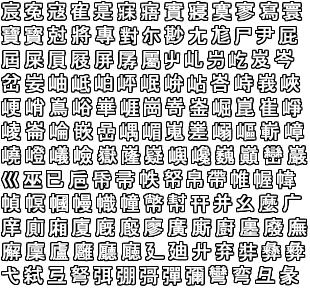 宸寃寇寉寔寐寤實寢寞寥寫寰
寶寳尅將專對尓尠尢尨尸尹屁
屆屎屓屐屏孱屬屮乢屶屹岌岑
岔妛岫岻岶岼岷峅岾峇峙峩峽
峺峭嶌峪崋崕崗嵜崟崛崑崔崢
崚崙崘嵌嵒嵎嵋嵬嵳嵶嶇嶄嶂
嶢嶝嶬嶮嶽嶐嶷嶼巉巍巓巒巖
巛巫已巵帋帚帙帑帛帶帷幄幃
幀幎幗幔幟幢幤幇幵并幺麼广
庠廁廂廈廐廏廖廣廝廚廛廢廡
廨廩廬廱廳廰廴廸廾弃弉彝彜
弋弑弖弩弭弸彁彈彌彎弯彑彖